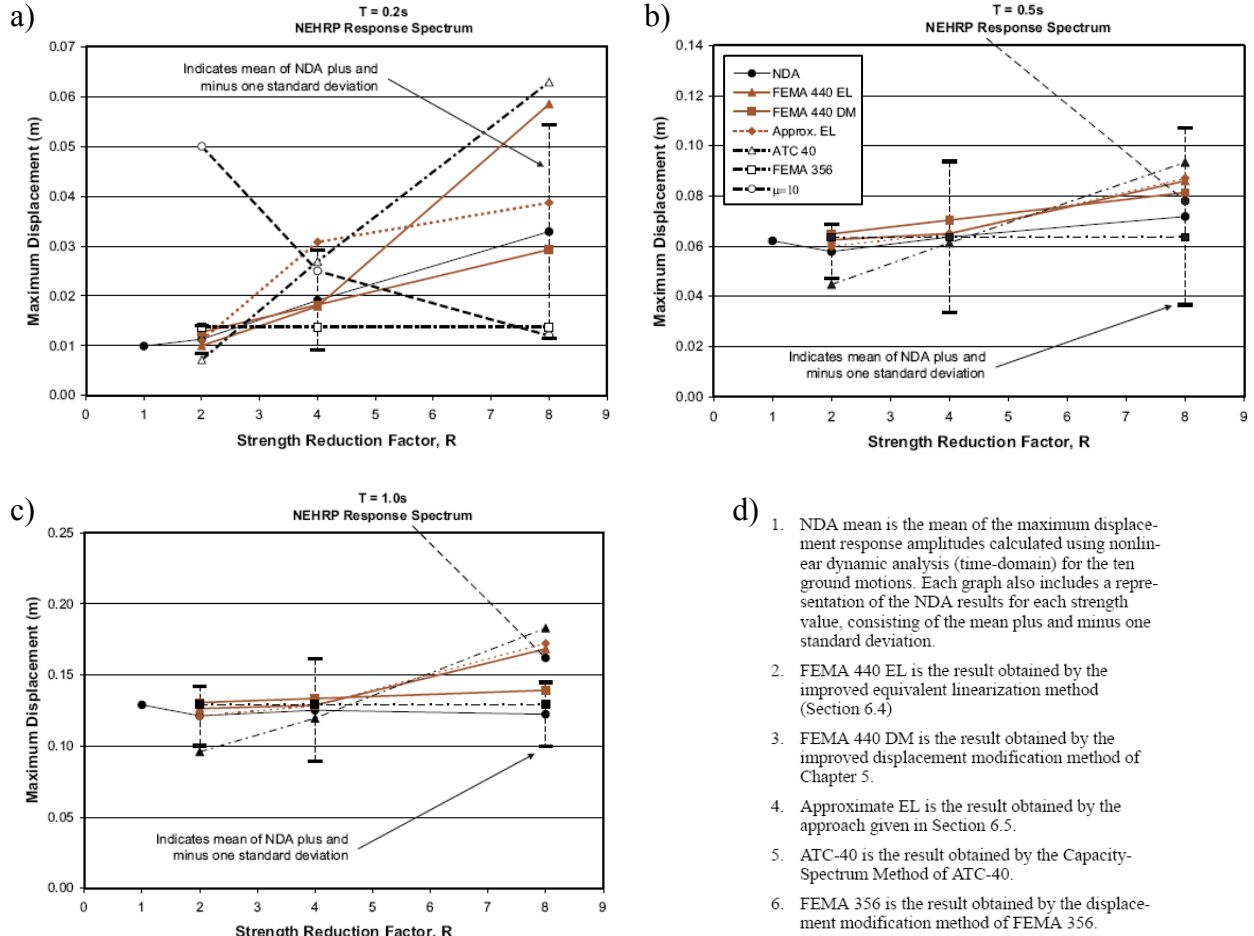 a)
T = 0.2s
NEHRP Response Spectrum
Maximum Displacement (m)
0.07
0.06
0.05
0.04
0.03
0.02
0.01
0.00
Indicates mean of NDA plus and
minus one standard deviation
0 1 2 3 4 5 6 7 8 9
Strength Reduction Factor, R
b)
T = 0.5s
NEHRP Response Spectrum
Maximum Displacement (m)
0.14
0.12
0.10
0.08
0.06
0.04
0.02
0.00
NDA
FEMA 440 EL
FEMA 440 DM
Approx. EL
ATC 40
FEMA 356
μ=10
Indicates mean of NDA plus and
minus one standard deviation
0 1 2 3 4 5 6 7 8 9
Strength Reduction Factor, R
c)
T = 1.0s
NEHRP Response Spectrum
Maximum Displacement (m)
0.25
0.20
0.15
0.10
0.05
0.00
Indicates mean of NDA plus and
minus one standard deviation
0 1 2 3 4 5 6 7 8 9
Strength Reduction Factor, R
d)
1. NDA mean is the mean of the maximum displace-
ment response amplitudes calculated using nonlin-
ear dynamic analysis (time-domain) for the ten
ground motions. Each graph also includes a repre-
sentation of the NDA results for each strength
value, consisting of the mean plus and minus one
standard deviation.
2. FEMA 440 EL is the result obtained by the
improved equivalent linearization method
(Section 6.4)
3. FEMA 440 DM is the result obtained by the
improved displacement modification method of
Chapter 5.
4. Approximate EL is the result obtained by the
approach given in Section 6.5.
5. ATC-40 is the result obtained by the Capacity-
Spectrum Method of ATC-40.
6. FEMA 356 is the result obtained by the displace-
ment modification method of FEMA 356.